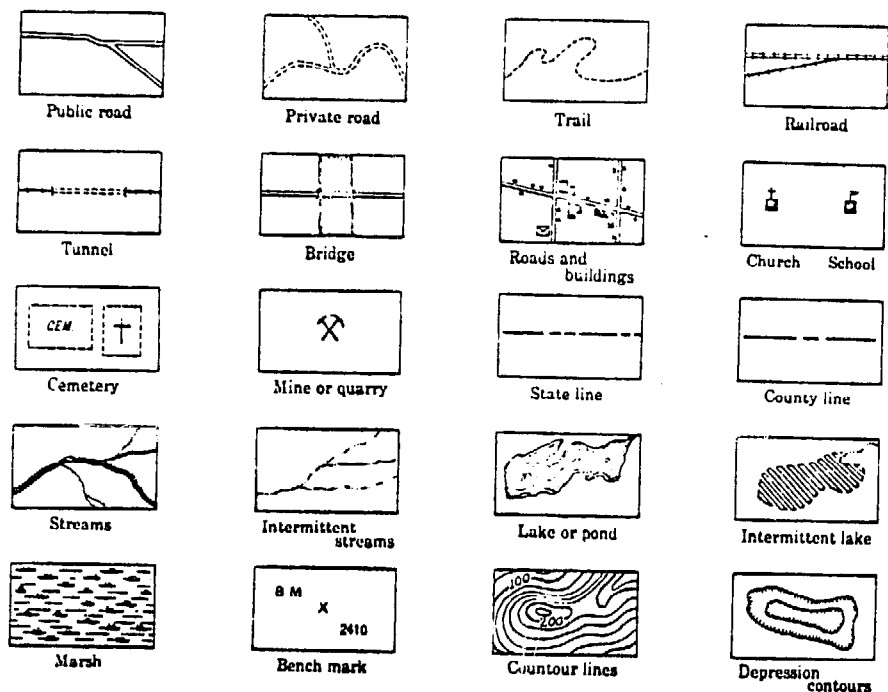 Public road
Private road
Trail
Railroad
Tunnel
Bridge
Roads and
buildings
Church
School
CEM.
Cemetery
Mine or quarry
State line
County line
Streams
Intermittent
streams
Lake or pond
Intermittent lake
Marsh
B M
X
2410
Bench mark
100
200
Countour lines
Depression
contours